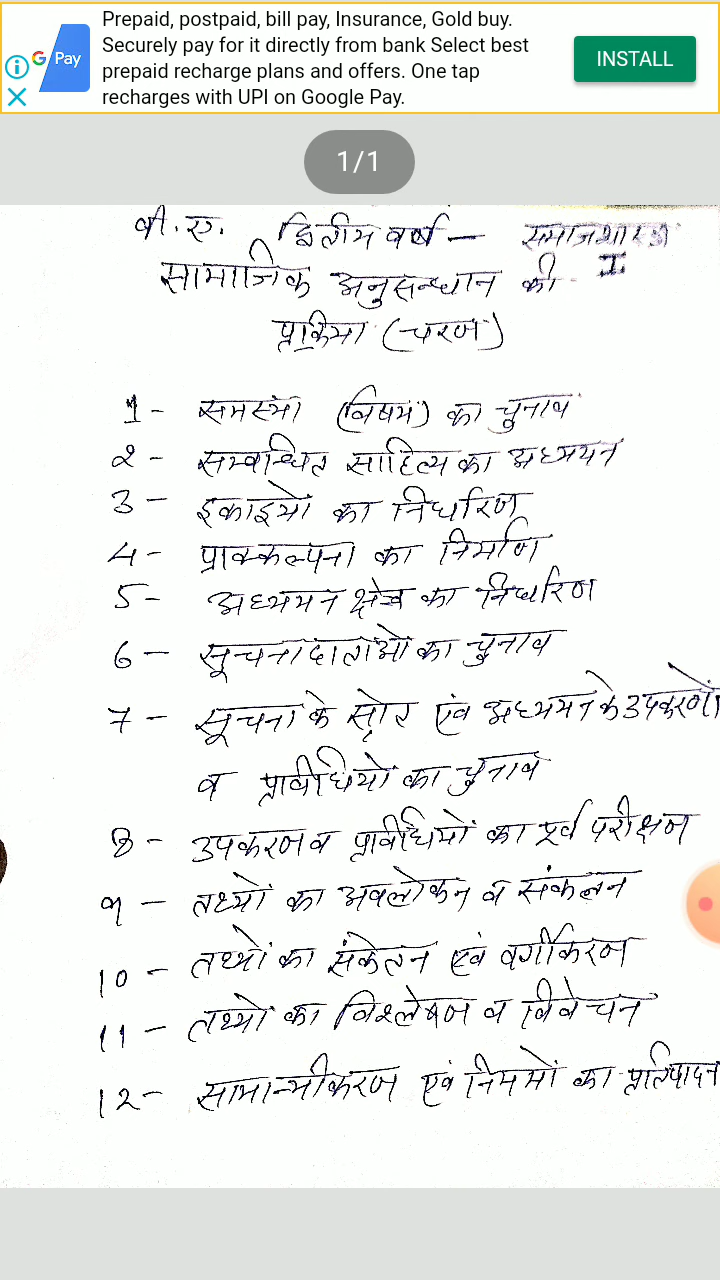 Prepaid, postpaid, bill pay, Insurance, Gold buy.
Securely pay for it directly from bank Select best
prepaid recharge plans and offers. One tap
recharges with UPI on Google Pay.
G Pay
INSTALL
1/1
बी. ए. द्वितीय वर्ष — समाजशास्त्र
सामाजिक अनुसन्धान की I
प्रक्रिया (चरण)
1 - समस्या (विषय) का चुनाव
2 - सम्बन्धित साहित्य का अध्ययन
3 - इकाइयों का निर्धारण
4 - प्राक्कल्पना का निर्माण
5 - अध्ययन क्षेत्र का निर्धारण
6 - सूचनादाताओं का चुनाव
7 - सूचना के स्रोत एवं अध्ययन के उपकरणों
व प्राविधियों का चुनाव
8 - उपकरण व प्राविधियों का पूर्व परीक्षण
9 - तथ्यों का अवलोकन व संकलन
10 - तथ्यों का संकेतन एवं वर्गीकरण
11 - तथ्यों का विश्लेषण व विवेचन
12 - सामान्यीकरण एवं नियमों का प्रतिपादन